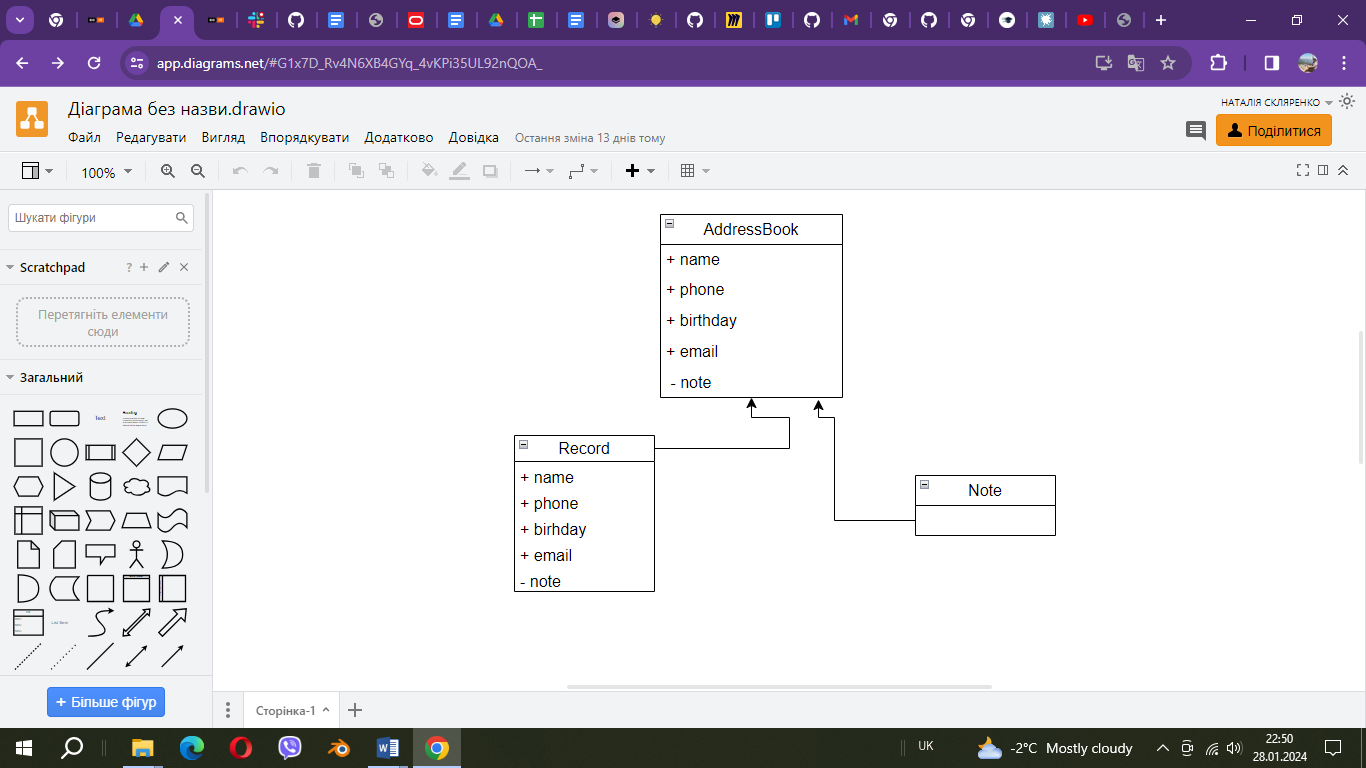 app.diagrams.net/#G1x7D_Rv4N6XB4GYq_4vKPi35UL92nQOA_
Діаграма без назви.drawio
НАТАЛІЯ СКЛЯРЕНКО
Файл Редагувати Вигляд Впорядкувати Додатково Довідка Остання зміна 13 днів тому
Поділитися
100%
Шукати фігури
Scratchpad ?
Перетягніть елементи
сюди
Загальний
Text
Heading
List Item
+ Більше фігур
AddressBook
+ name
+ phone
+ birthday
+ email
- note
Record
+ name
+ phone
+ birhday
+ email
- note
Note
Сторінка-1
UK
-2°C Mostly cloudy
22:50
28.01.2024